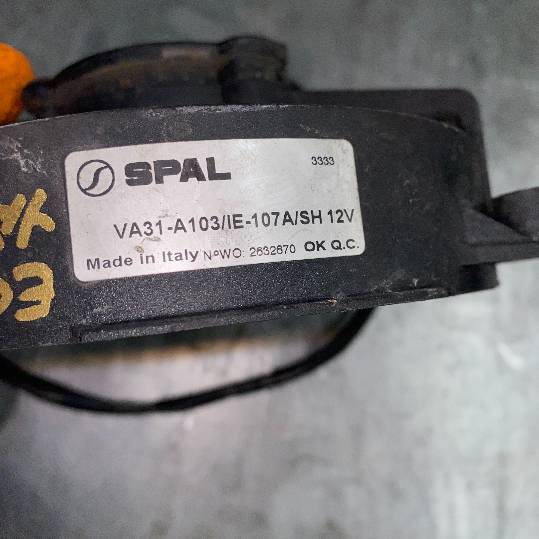 SPAL 3333
VA31-A103/IE-107A/SH 12V
Made in Italy N°WO: 2632670 OK Q.C.